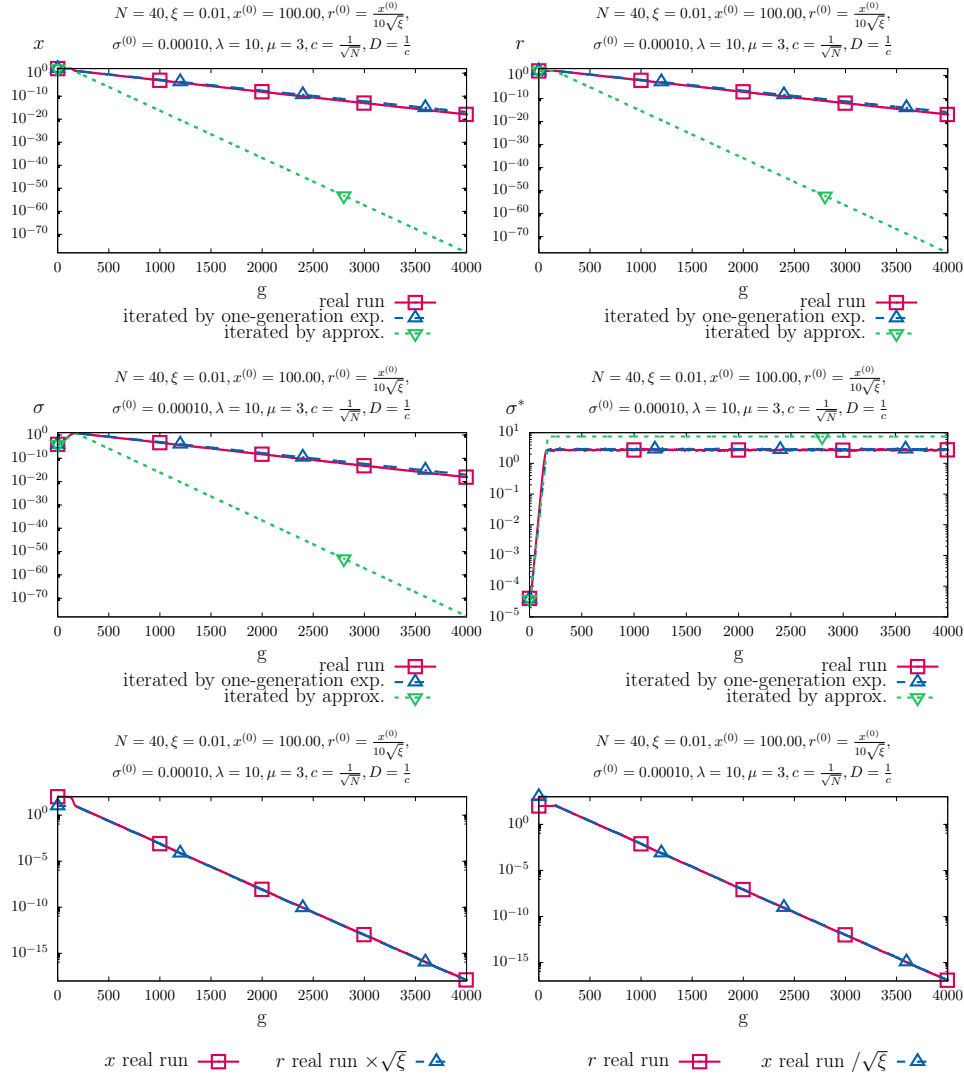 N = 40, ξ = 0.01, x^(0) = 100.00, r^(0) = x^(0)/(10√ξ),
σ^(0) = 0.00010, λ = 10, μ = 3, c = 1/√N, D = 1/c
x
10^0
10^-10
10^-20
10^-30
10^-40
10^-50
10^-60
10^-70
0 500 1000 1500 2000 2500 3000 3500 4000
g
real run
iterated by one-generation exp.
iterated by approx.
N = 40, ξ = 0.01, x^(0) = 100.00, r^(0) = x^(0)/(10√ξ),
σ^(0) = 0.00010, λ = 10, μ = 3, c = 1/√N, D = 1/c
r
10^0
10^-10
10^-20
10^-30
10^-40
10^-50
10^-60
10^-70
0 500 1000 1500 2000 2500 3000 3500 4000
g
real run
iterated by one-generation exp.
iterated by approx.
N = 40, ξ = 0.01, x^(0) = 100.00, r^(0) = x^(0)/(10√ξ),
σ^(0) = 0.00010, λ = 10, μ = 3, c = 1/√N, D = 1/c
σ
10^0
10^-10
10^-20
10^-30
10^-40
10^-50
10^-60
10^-70
0 500 1000 1500 2000 2500 3000 3500 4000
g
real run
iterated by one-generation exp.
iterated by approx.
N = 40, ξ = 0.01, x^(0) = 100.00, r^(0) = x^(0)/(10√ξ),
σ^(0) = 0.00010, λ = 10, μ = 3, c = 1/√N, D = 1/c
σ*
10^1
10^0
10^-1
10^-2
10^-3
10^-4
10^-5
0 500 1000 1500 2000 2500 3000 3500 4000
g
real run
iterated by one-generation exp.
iterated by approx.
N = 40, ξ = 0.01, x^(0) = 100.00, r^(0) = x^(0)/(10√ξ),
σ^(0) = 0.00010, λ = 10, μ = 3, c = 1/√N, D = 1/c
10^0
10^-5
10^-10
10^-15
0 500 1000 1500 2000 2500 3000 3500 4000
g
x real run r real run ×√ξ
N = 40, ξ = 0.01, x^(0) = 100.00, r^(0) = x^(0)/(10√ξ),
σ^(0) = 0.00010, λ = 10, μ = 3, c = 1/√N, D = 1/c
10^0
10^-5
10^-10
10^-15
0 500 1000 1500 2000 2500 3000 3500 4000
g
r real run x real run /√ξ